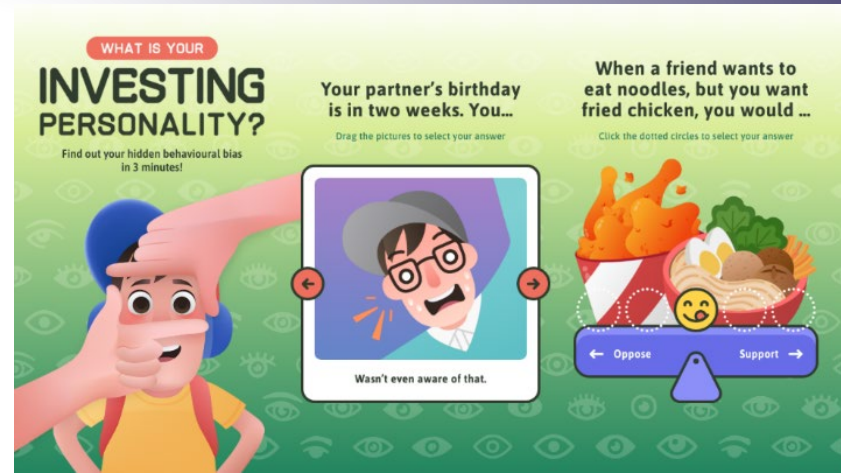 WHAT IS YOUR
INVESTING
PERSONALITY?
Find out your hidden behavioural bias
in 3 minutes!
Your partner's birthday
is in two weeks. You...
Drag the pictures to select your answer
Wasn't even aware of that.
When a friend wants to
eat noodles, but you want
fried chicken, you would ...
Click the dotted circles to select your answer
← Oppose
Support →